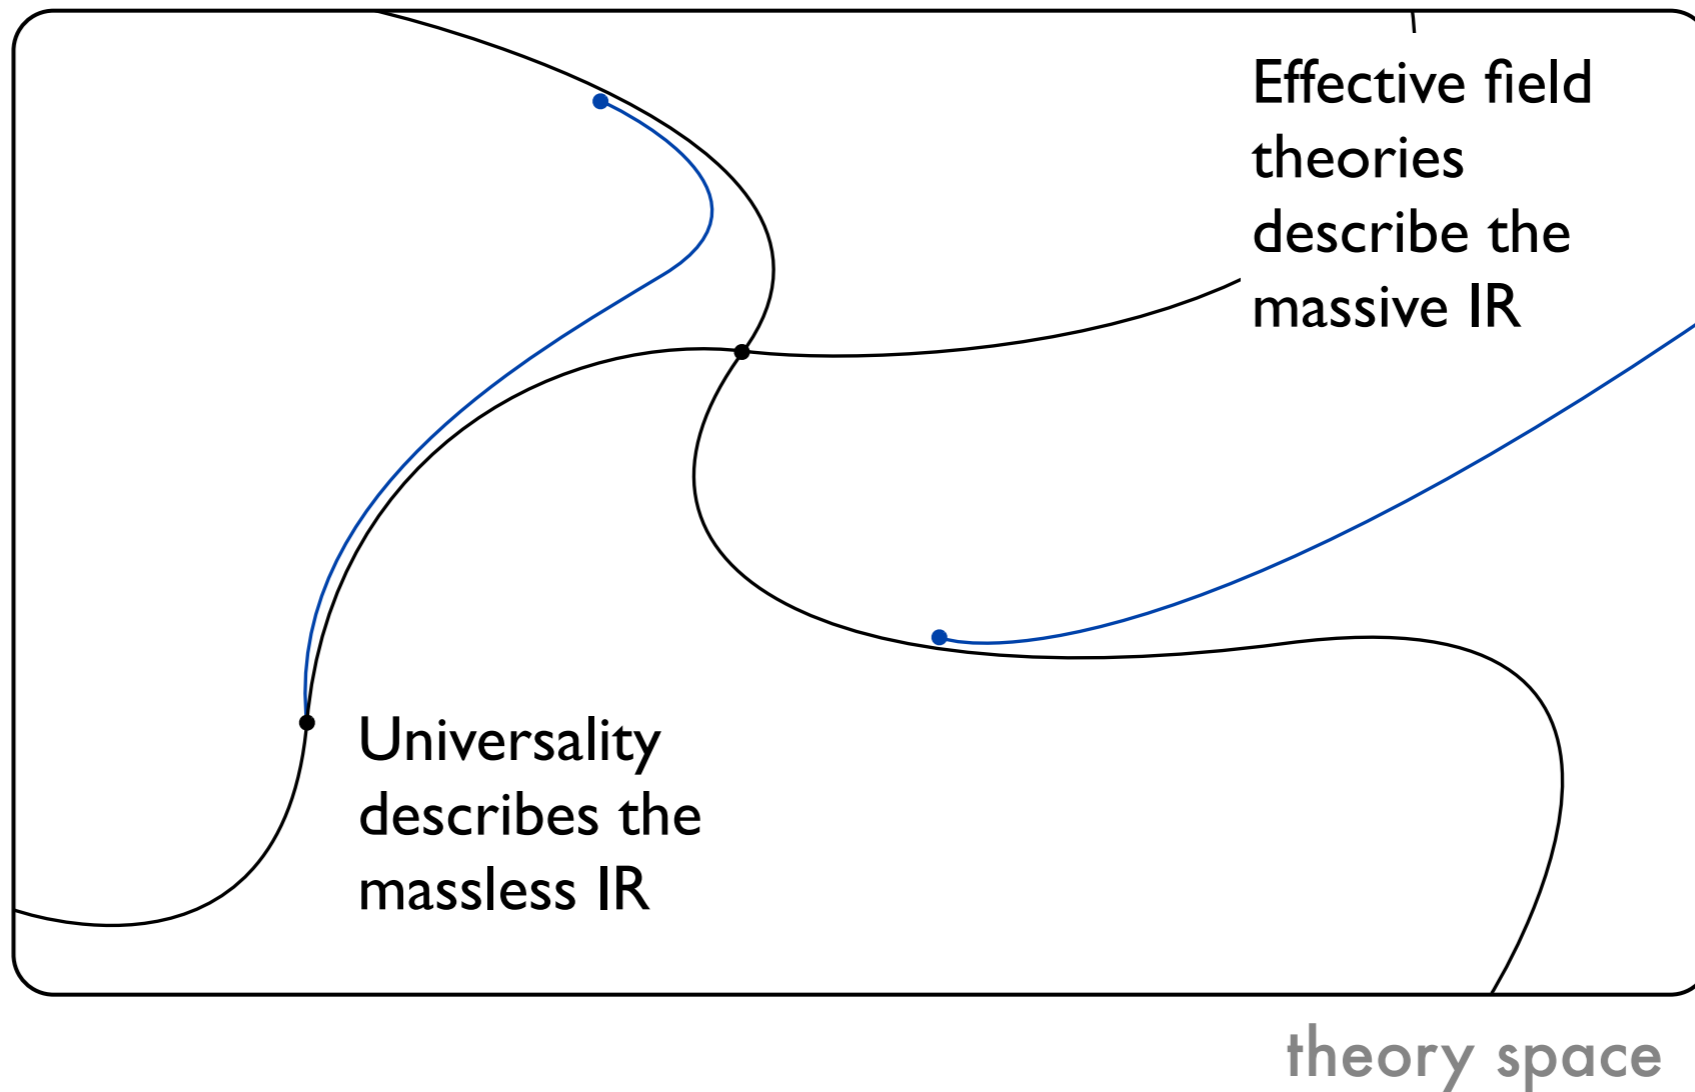 Effective field
theories
describe the
massive IR
Universality
describes the
massless IR
theory space